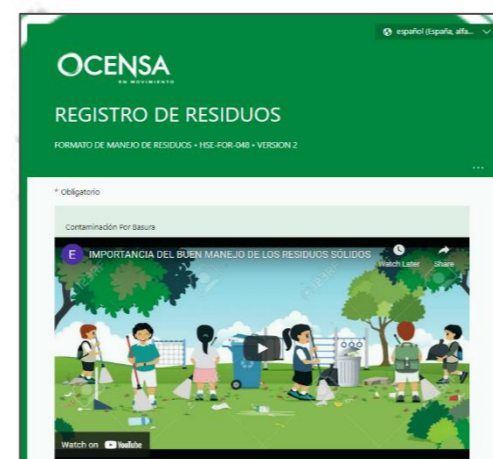 español (España, alfa...
OCENSA
EN MOVIMIENTO
REGISTRO DE RESIDUOS
FORMATO DE MANEJO DE RESIDUOS • HSE-FOR-048 • VERSION 2
...
* Obligatorio
Contaminación Por Basura
E IMPORTANCIA DEL BUEN MANEJO DE LOS RESIDUOS SÓLIDOS
Watch Later Share
Watch on YouTube